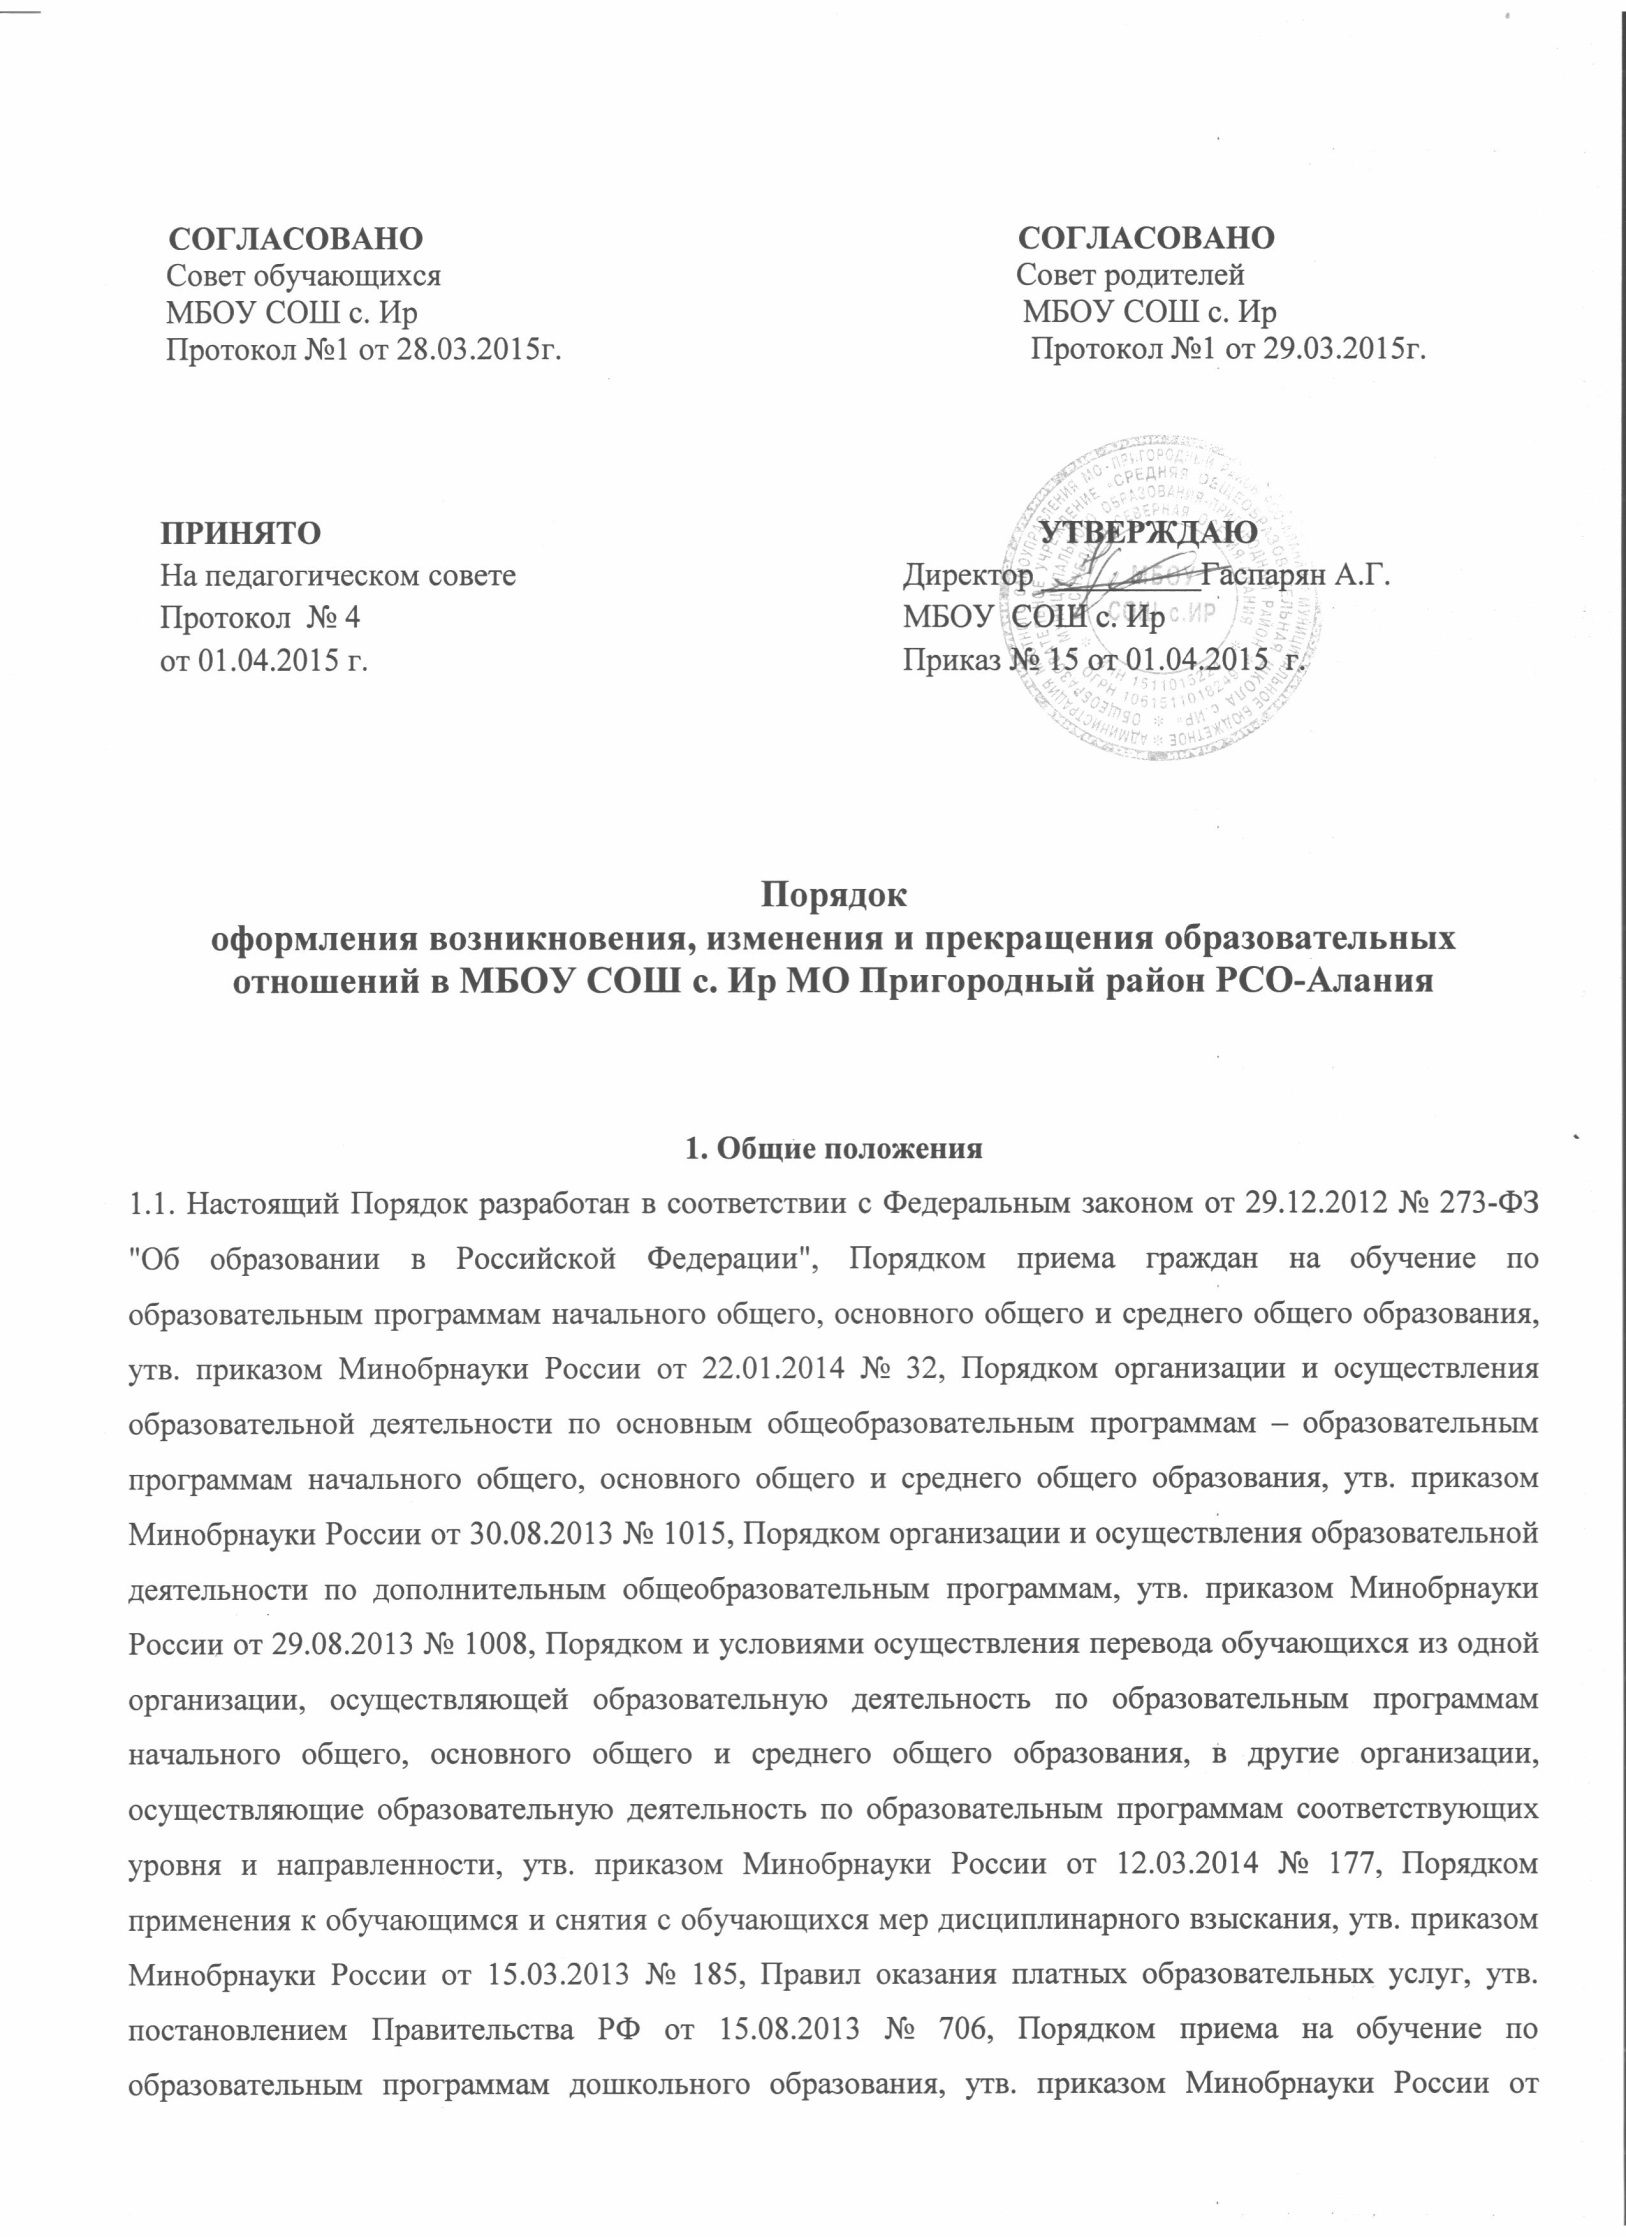 СОГЛАСОВАНО
Совет обучающихся
МБОУ СОШ с. Ир
Протокол №1 от 28.03.2015г.
СОГЛАСОВАНО
Совет родителей
МБОУ СОШ с. Ир
Протокол №1 от 29.03.2015г.
ПРИНЯТО
На педагогическом совете
Протокол № 4
от 01.04.2015 г.
УТВЕРЖДАЮ
Директор Гаспарян А.Г.
МБОУ СОШ с. Ир
Приказ № 15 от 01.04.2015 г.
МБОУ
СОШ с.ИР
Порядок
оформления возникновения, изменения и прекращения образовательных
отношений в МБОУ СОШ с. Ир МО Пригородный район РСО-Алания
1. Общие положения
1.1. Настоящий Порядок разработан в соответствии с Федеральным законом от 29.12.2012 № 273-ФЗ
"Об образовании в Российской Федерации", Порядком приема граждан на обучение по
образовательным программам начального общего, основного общего и среднего общего образования,
утв. приказом Минобрнауки России от 22.01.2014 № 32, Порядком организации и осуществления
образовательной деятельности по основным общеобразовательным программам – образовательным
программам начального общего, основного общего и среднего общего образования, утв. приказом
Минобрнауки России от 30.08.2013 № 1015, Порядком организации и осуществления образовательной
деятельности по дополнительным общеобразовательным программам, утв. приказом Минобрнауки
России от 29.08.2013 № 1008, Порядком и условиями осуществления перевода обучающихся из одной
организации, осуществляющей образовательную деятельность по образовательным программам
начального общего, основного общего и среднего общего образования, в другие организации,
осуществляющие образовательную деятельность по образовательным программам соответствующих
уровня и направленности, утв. приказом Минобрнауки России от 12.03.2014 № 177, Порядком
применения к обучающимся и снятия с обучающихся мер дисциплинарного взыскания, утв. приказом
Минобрнауки России от 15.03.2013 № 185, Правил оказания платных образовательных услуг, утв.
постановлением Правительства РФ от 15.08.2013 № 706, Порядком приема на обучение по
образовательным программам дошкольного образования, утв. приказом Минобрнауки России от